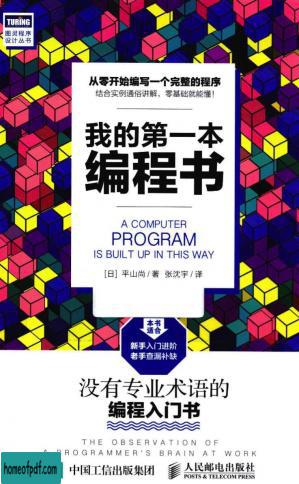 TURING
图灵程序
设计丛书
从零开始编写一个完整的程序
结合实例通俗讲解,零基础就能懂!
我的第一本
编程书
A COMPUTER
PROGRAM
IS BUILT UP IN THIS WAY
[日] 平山尚/著 张沈宇/译
本书
适合
新手入门进阶
老手查漏补缺
没有专业术语的
编程入门书
THE OBSERVATION OF
A PROGRAMMER'S BRAIN AT WORK
homeofpdf.com
中国工信出版集团
人民邮电出版社
POSTS & TELECOM PRESS